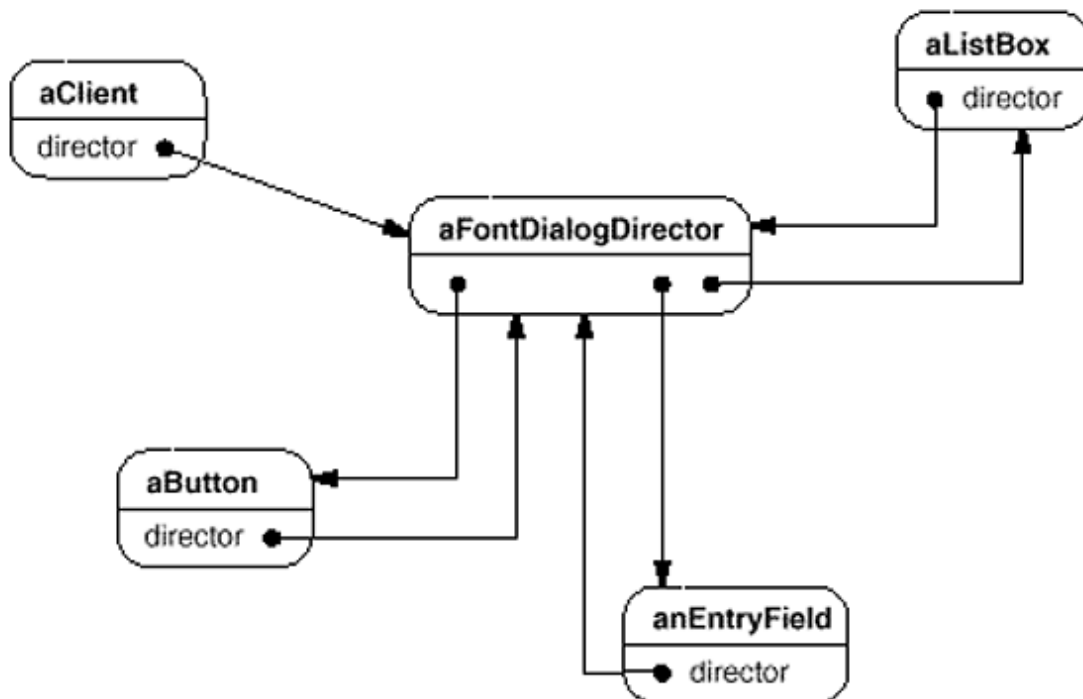 aListBox
director
aClient
director
aFontDialogDirector
aButton
director
anEntryField
director